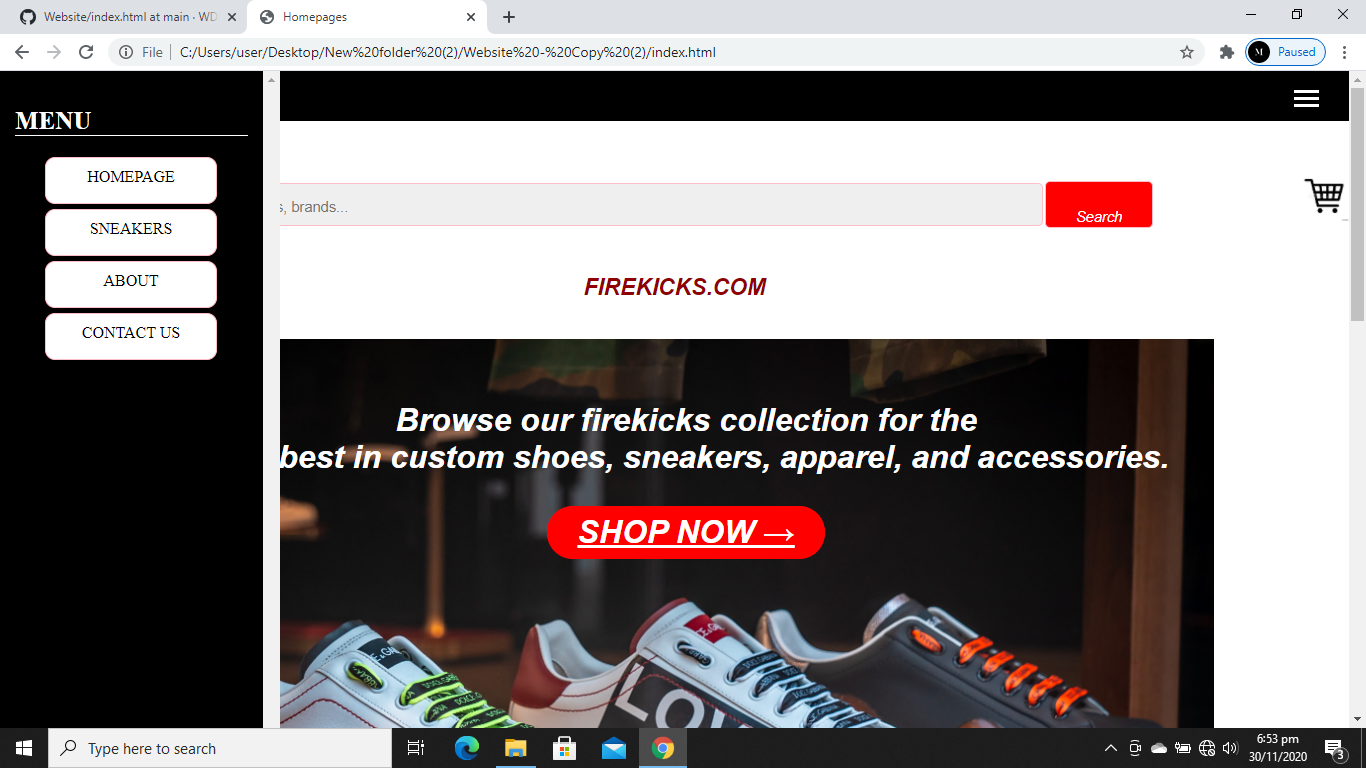 Website/index.html at main · WD
Homepages
File
C:/Users/user/Desktop/New%20folder%20(2)/Website%20-%20Copy%20(2)/index.html
M
Paused
MENU
HOMEPAGE
SNEAKERS
ABOUT
CONTACT US
s, brands...
Search
FIREKICKS.COM
Browse our firekicks collection for the
best in custom shoes, sneakers, apparel, and accessories.
SHOP NOW →
Type here to search
6:53 pm
30/11/2020
3